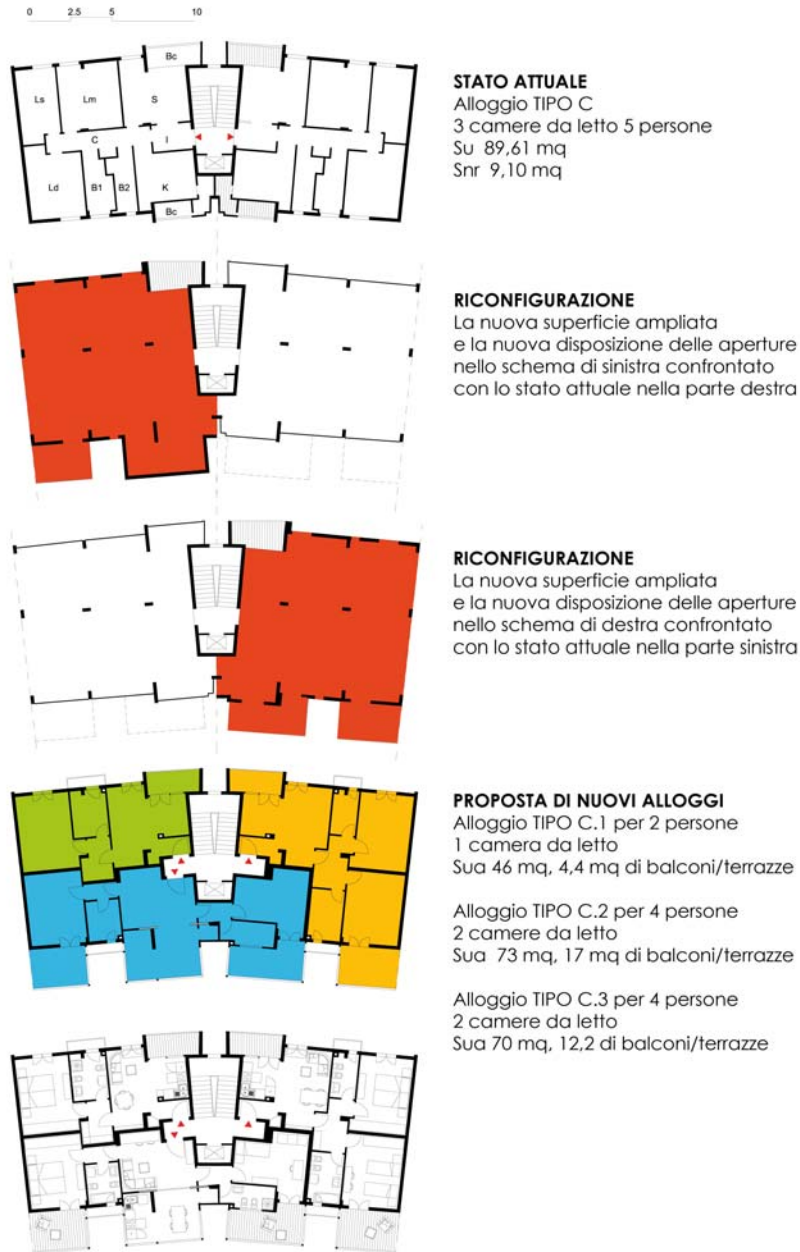 0 2.5 5 10
Bc
Ls Lm S
C I
Ld B1 B2 K
Bc
STATO ATTUALE
Alloggio TIPO C
3 camere da letto 5 persone
Su 89,61 mq
Snr 9,10 mq
RICONFIGURAZIONE
La nuova superficie ampliata
e la nuova disposizione delle aperture
nello schema di sinistra confrontato
con lo stato attuale nella parte destra
RICONFIGURAZIONE
La nuova superficie ampliata
e la nuova disposizione delle aperture
nello schema di destra confrontato
con lo stato attuale nella parte sinistra
PROPOSTA DI NUOVI ALLOGGI
Alloggio TIPO C.1 per 2 persone
1 camera da letto
Sua 46 mq, 4,4 mq di balconi/terrazze
Alloggio TIPO C.2 per 4 persone
2 camere da letto
Sua 73 mq, 17 mq di balconi/terrazze
Alloggio TIPO C.3 per 4 persone
2 camere da letto
Sua 70 mq, 12,2 di balconi/terrazze